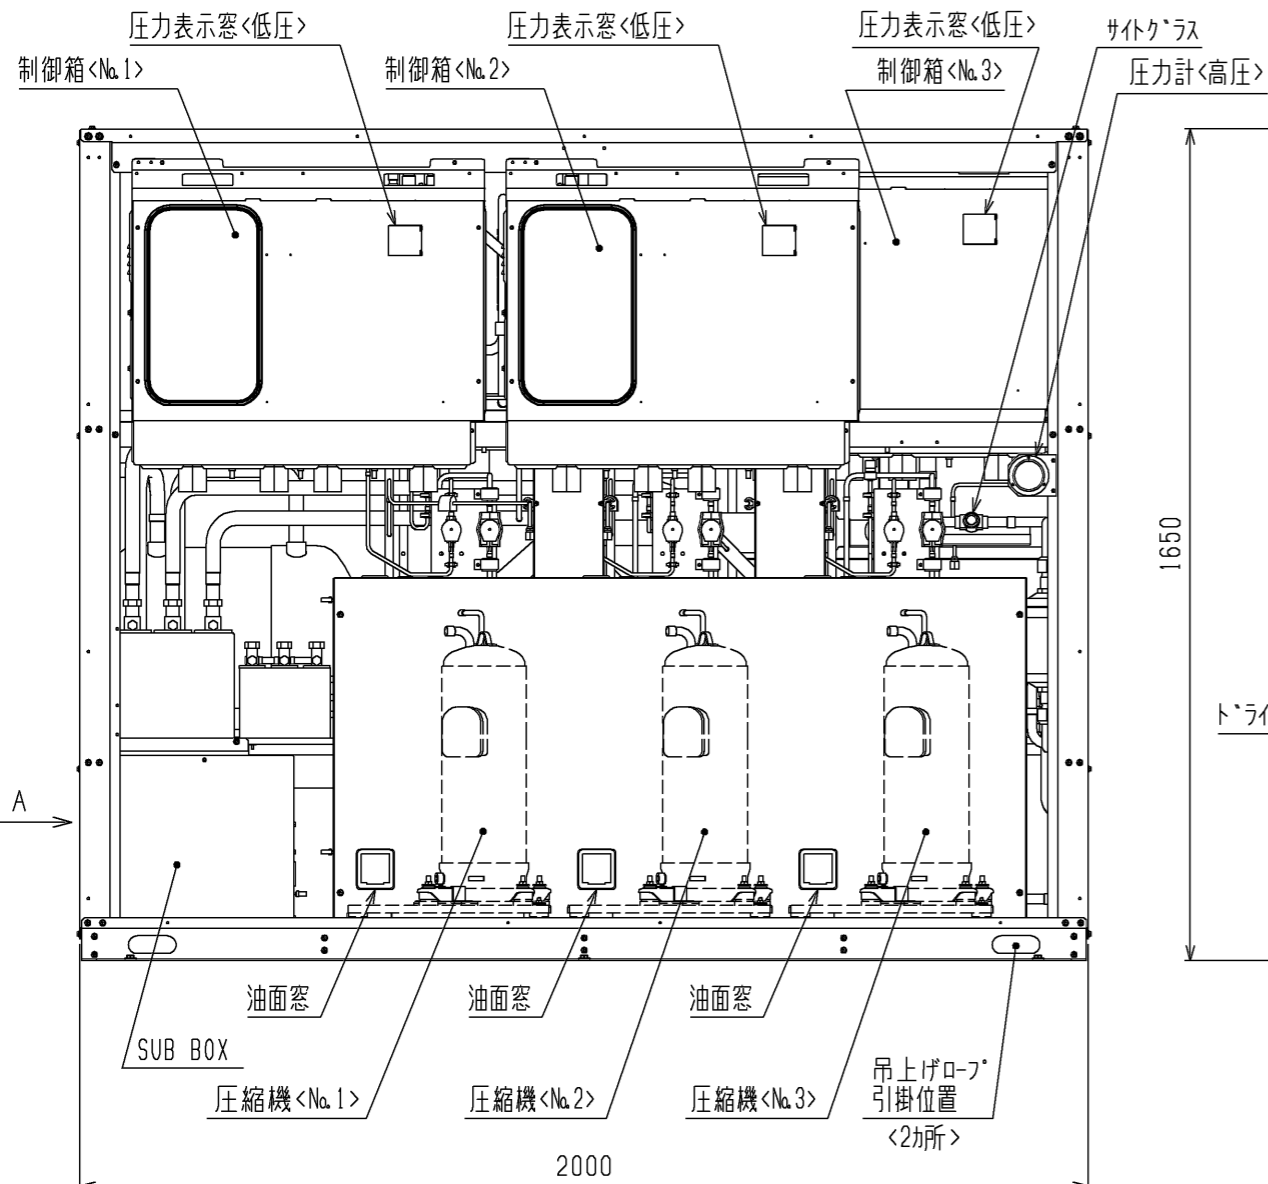 圧力表示窓<低圧>
圧力表示窓<低圧>
圧力表示窓<低圧>
サイトグラス
制御箱<No.1>
制御箱<No.2>
制御箱<No.3>
圧力計<高圧>
1650
ドライ
A
油面窓
油面窓
油面窓
SUB BOX
圧縮機<No.1>
圧縮機<No.2>
圧縮機<No.3>
吊上げロープ
引掛位置
<2カ所>
2000